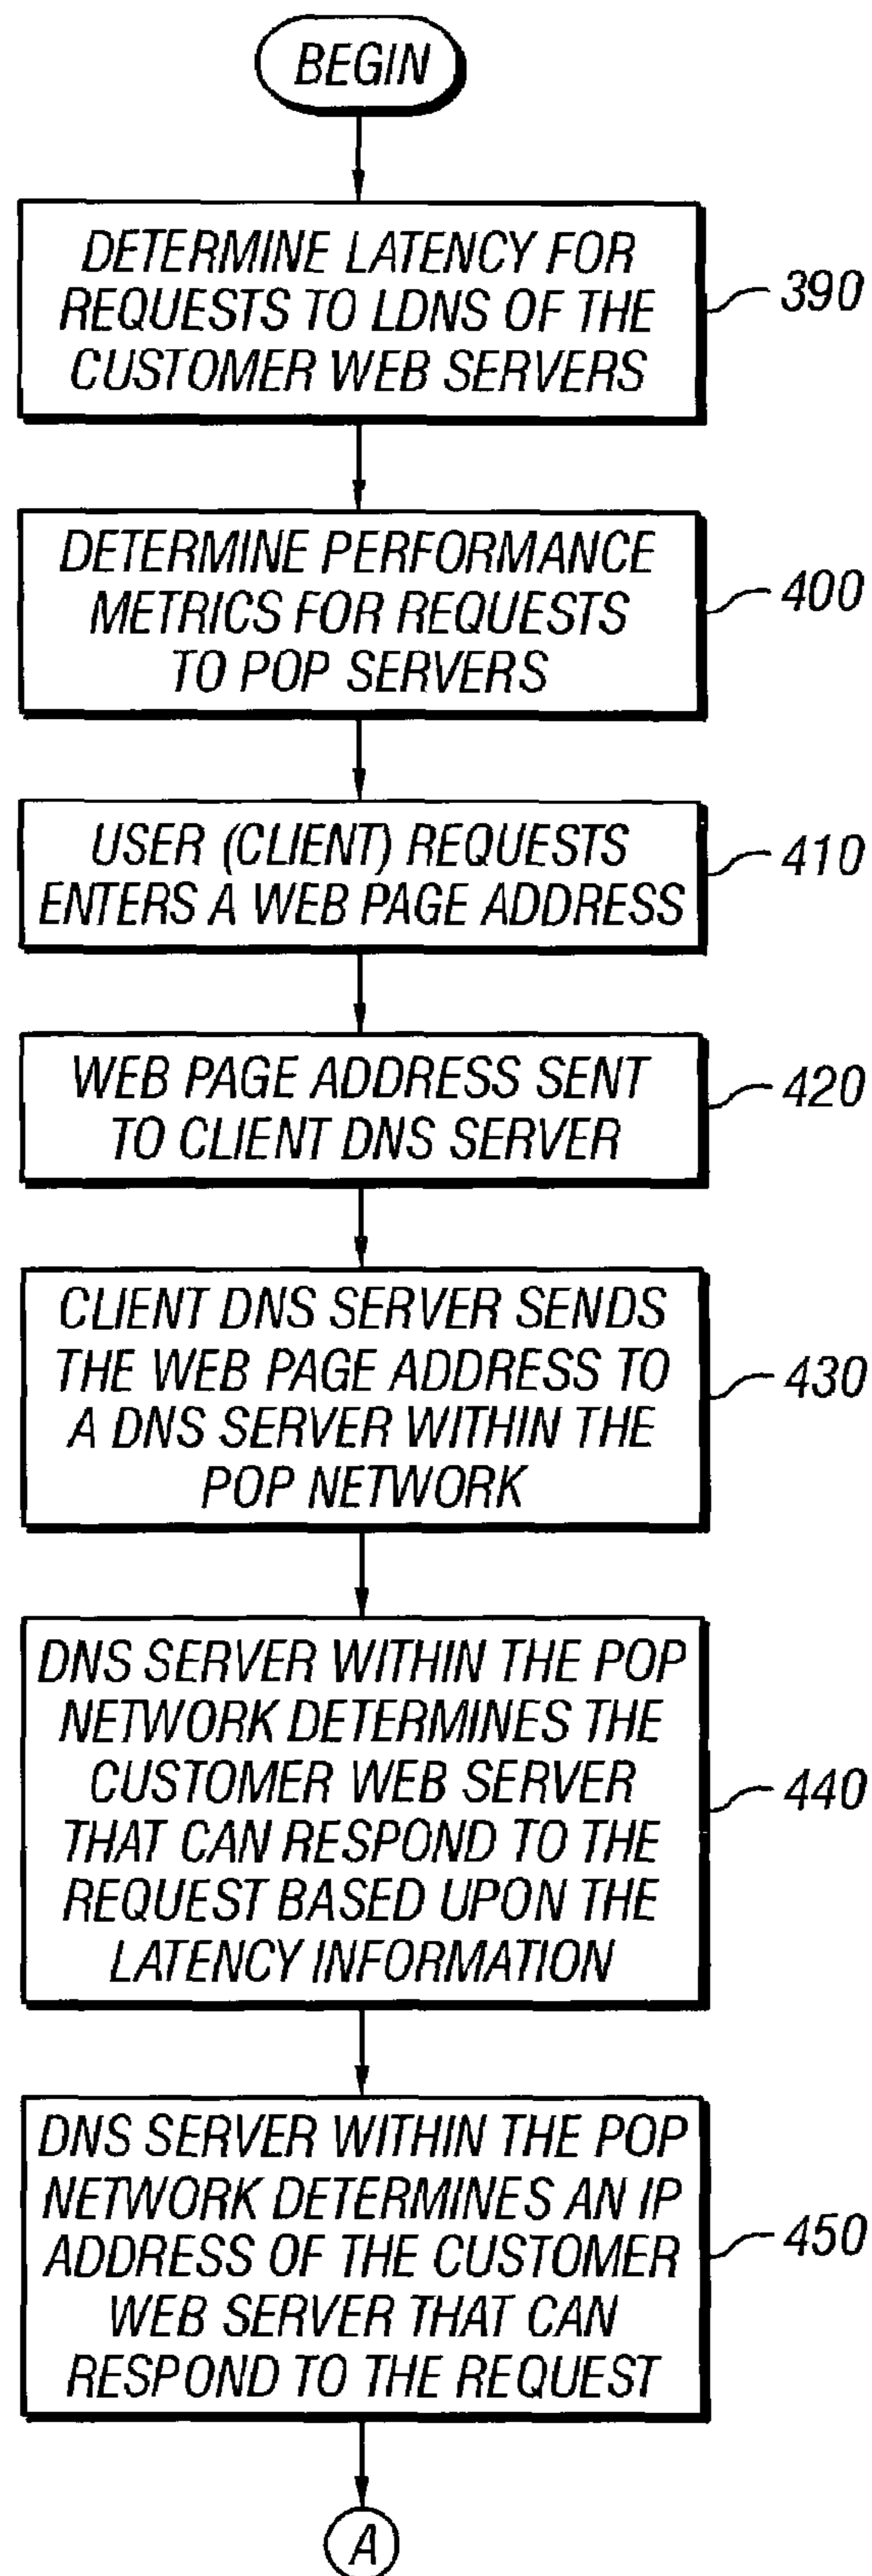 BEGIN
DETERMINE LATENCY FOR
REQUESTS TO LDNS OF THE
CUSTOMER WEB SERVERS
390
DETERMINE PERFORMANCE
METRICS FOR REQUESTS
TO POP SERVERS
400
USER (CLIENT) REQUESTS
ENTERS A WEB PAGE ADDRESS
410
WEB PAGE ADDRESS SENT
TO CLIENT DNS SERVER
420
CLIENT DNS SERVER SENDS
THE WEB PAGE ADDRESS TO
A DNS SERVER WITHIN THE
POP NETWORK
430
DNS SERVER WITHIN THE POP
NETWORK DETERMINES THE
CUSTOMER WEB SERVER
THAT CAN RESPOND TO THE
REQUEST BASED UPON THE
LATENCY INFORMATION
440
DNS SERVER WITHIN THE POP
NETWORK DETERMINES AN IP
ADDRESS OF THE CUSTOMER
WEB SERVER THAT CAN
RESPOND TO THE REQUEST
450
A